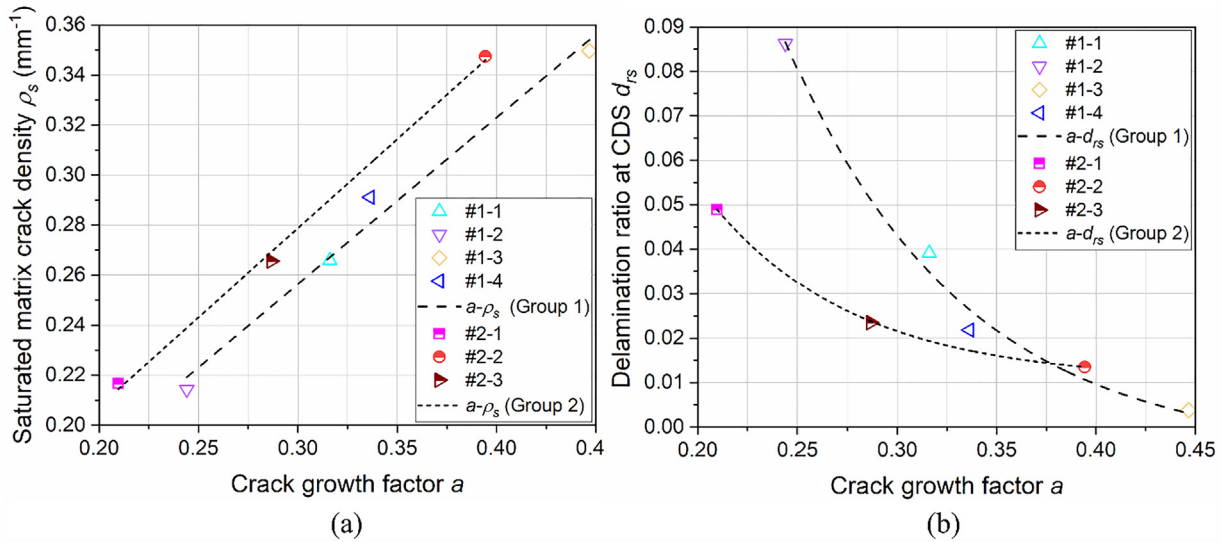 Saturated matrix crack density ρs (mm⁻¹)
0.36
0.34
0.32
0.30
0.28
0.26
0.24
0.22
0.20
#1-1
#1-2
#1-3
#1-4
a-ρs (Group 1)
#2-1
#2-2
#2-3
a-ρs (Group 2)
0.20 0.25 0.30 0.35 0.40 0.4
Crack growth factor a
(a)
Delamination ratio at CDS drs
0.09
0.08
0.07
0.06
0.05
0.04
0.03
0.02
0.01
0.00
#1-1
#1-2
#1-3
#1-4
a-drs (Group 1)
#2-1
#2-2
#2-3
a-drs (Group 2)
0.20 0.25 0.30 0.35 0.40 0.45
Crack growth factor a
(b)